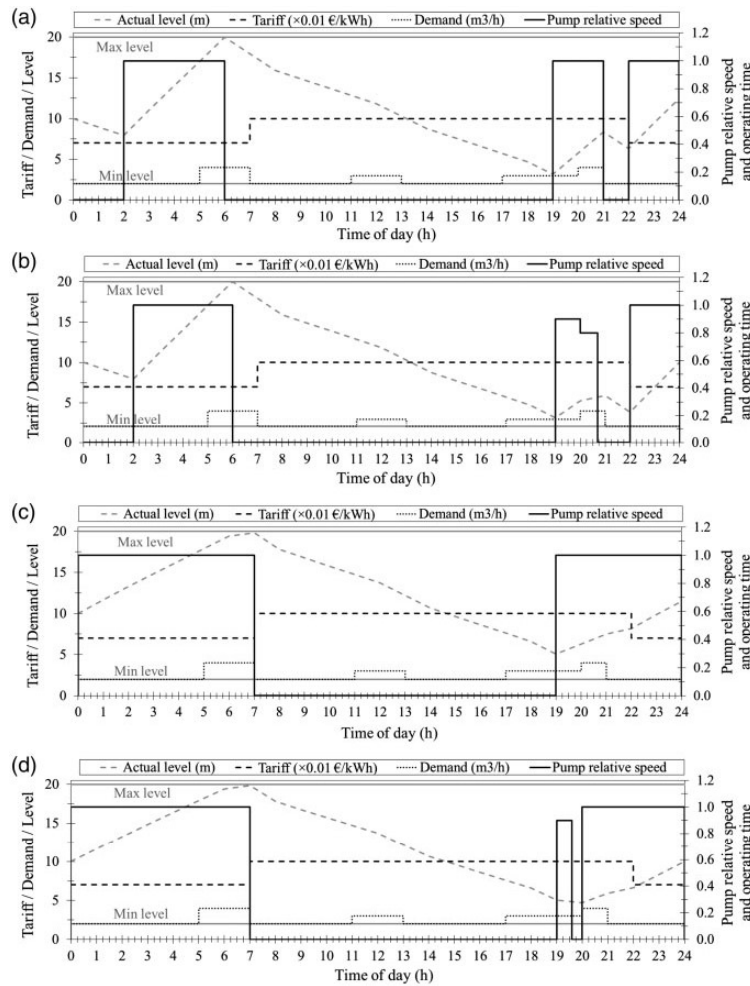 (a)
Actual level (m) Tariff (×0.01 €/kWh) Demand (m3/h) Pump relative speed
Max level
Min level
Tariff / Demand / Level
20
15
10
5
0
Pump relative speed
and operating time
1.2
1.0
0.8
0.6
0.4
0.2
0.0
0 1 2 3 4 5 6 7 8 9 10 11 12 13 14 15 16 17 18 19 20 21 22 23 24
Time of day (h)
(b)
Actual level (m) Tariff (×0.01 €/kWh) Demand (m3/h) Pump relative speed
Max level
Min level
Tariff / Demand / Level
20
15
10
5
0
Pump relative speed
and operating time
1.2
1.0
0.8
0.6
0.4
0.2
0.0
0 1 2 3 4 5 6 7 8 9 10 11 12 13 14 15 16 17 18 19 20 21 22 23 24
Time of day (h)
(c)
Actual level (m) Tariff (×0.01 €/kWh) Demand (m3/h) Pump relative speed
Max level
Min level
Tariff / Demand / Level
20
15
10
5
0
Pump relative speed
and operating time
1.2
1.0
0.8
0.6
0.4
0.2
0.0
0 1 2 3 4 5 6 7 8 9 10 11 12 13 14 15 16 17 18 19 20 21 22 23 24
Time of day (h)
(d)
Actual level (m) Tariff (×0.01 €/kWh) Demand (m3/h) Pump relative speed
Max level
Min level
Tariff / Demand / Level
20
15
10
5
0
Pump relative speed
and operating time
1.2
1.0
0.8
0.6
0.4
0.2
0.0
0 1 2 3 4 5 6 7 8 9 10 11 12 13 14 15 16 17 18 19 20 21 22 23 24
Time of day (h)